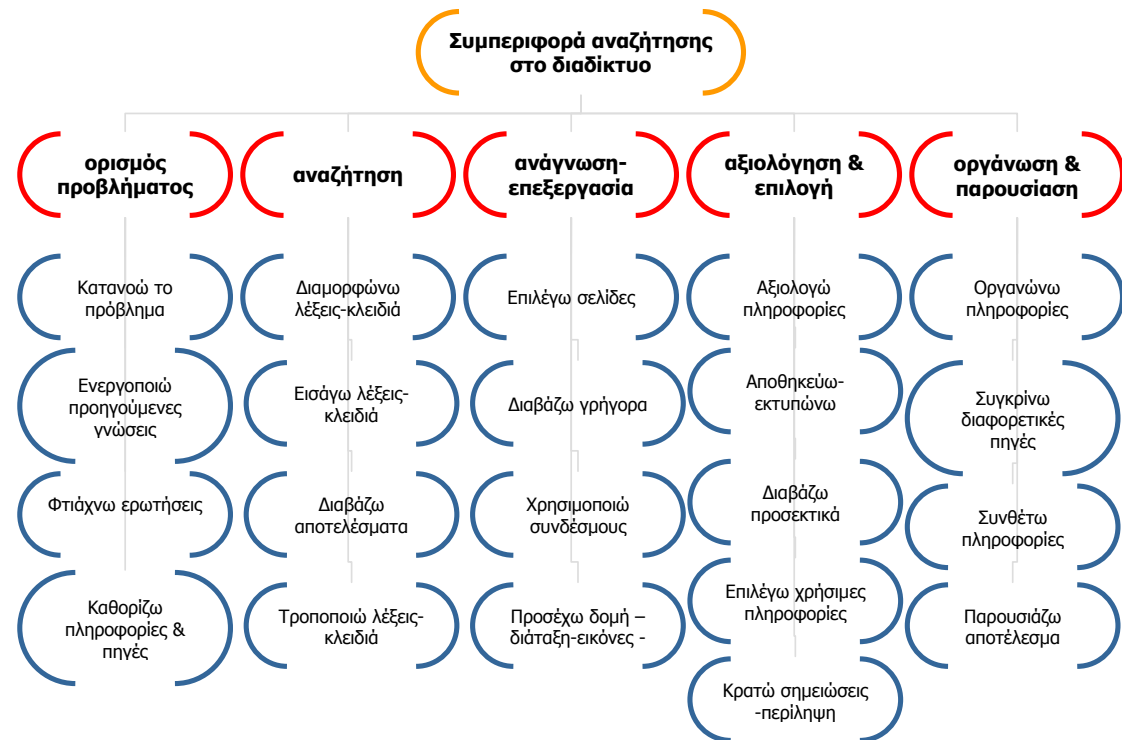 Συμπεριφορά αναζήτησης
στο διαδίκτυο
ορισμός
προβλήματος
αναζήτηση
ανάγνωση-
επεξεργασία
αξιολόγηση &
επιλογή
οργάνωση &
παρουσίαση
Κατανοώ το
πρόβλημα
Ενεργοποιώ
προηγούμενες
γνώσεις
Φτιάχνω ερωτήσεις
Καθορίζω
πληροφορίες &
πηγές
Διαμορφώνω
λέξεις-κλειδιά
Εισάγω λέξεις-
κλειδιά
Διαβάζω
αποτελέσματα
Τροποποιώ λέξεις-
κλειδιά
Επιλέγω σελίδες
Διαβάζω γρήγορα
Χρησιμοποιώ
συνδέσμους
Προσέχω δομή –
διάταξη-εικόνες -
Αξιολογώ
πληροφορίες
Αποθηκεύω-
εκτυπώνω
Διαβάζω
προσεκτικά
Επιλέγω χρήσιμες
πληροφορίες
Κρατώ σημειώσεις
-περίληψη
Οργανώνω
πληροφορίες
Συγκρίνω
διαφορετικές
πηγές
Συνθέτω
πληροφορίες
Παρουσιάζω
αποτέλεσμα